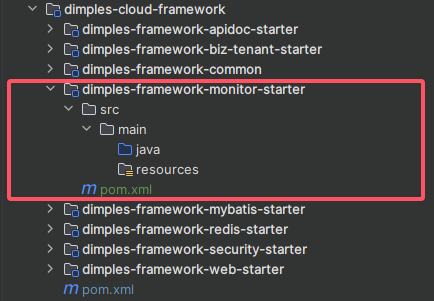 dimples-cloud-framework
dimples-framework-apidoc-starter
dimples-framework-biz-tenant-starter
dimples-framework-common
dimples-framework-monitor-starter
src
main
java
resources
m pom.xml
dimples-framework-mybatis-starter
dimples-framework-redis-starter
dimples-framework-security-starter
dimples-framework-web-starter
m pom.xml